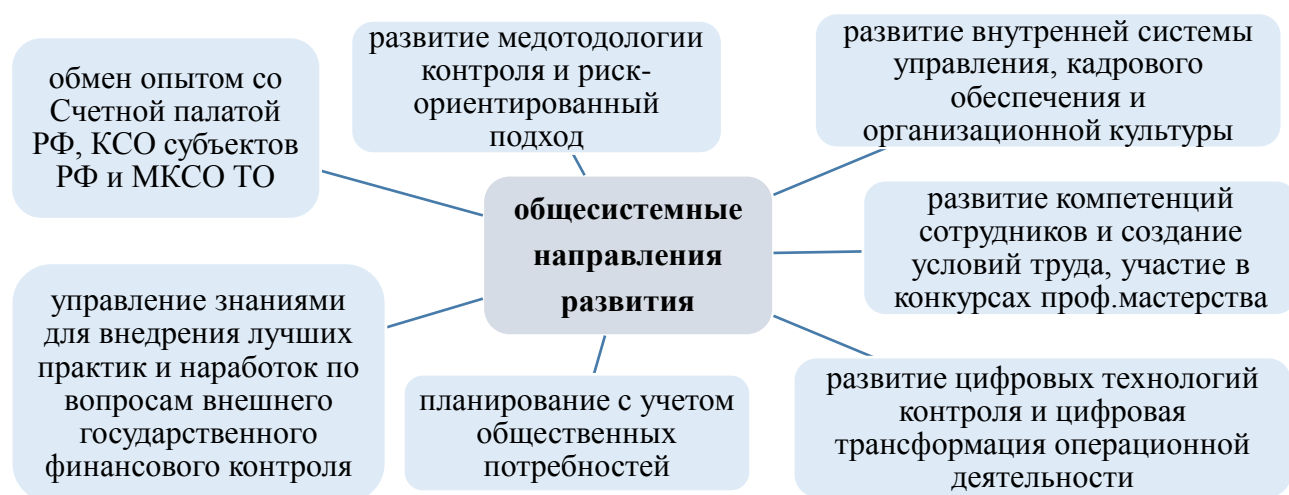 обмен опытом со
Счетной палатой
РФ, КСО субъектов
РФ и МКСО ТО
развитие медотодологии
контроля и риск-
ориентированный
подход
развитие внутренней системы
управления, кадрового
обеспечения и
организационной культуры
общесистемные
направления
развития
развитие компетенций
сотрудников и создание
условий труда, участие в
конкурсах проф.мастерства
управление знаниями
для внедрения лучших
практик и наработок по
вопросам внешнего
государственного
финансового контроля
планирование с учетом
общественных
потребностей
развитие цифровых технологий
контроля и цифровая
трансформация операционной
деятельности